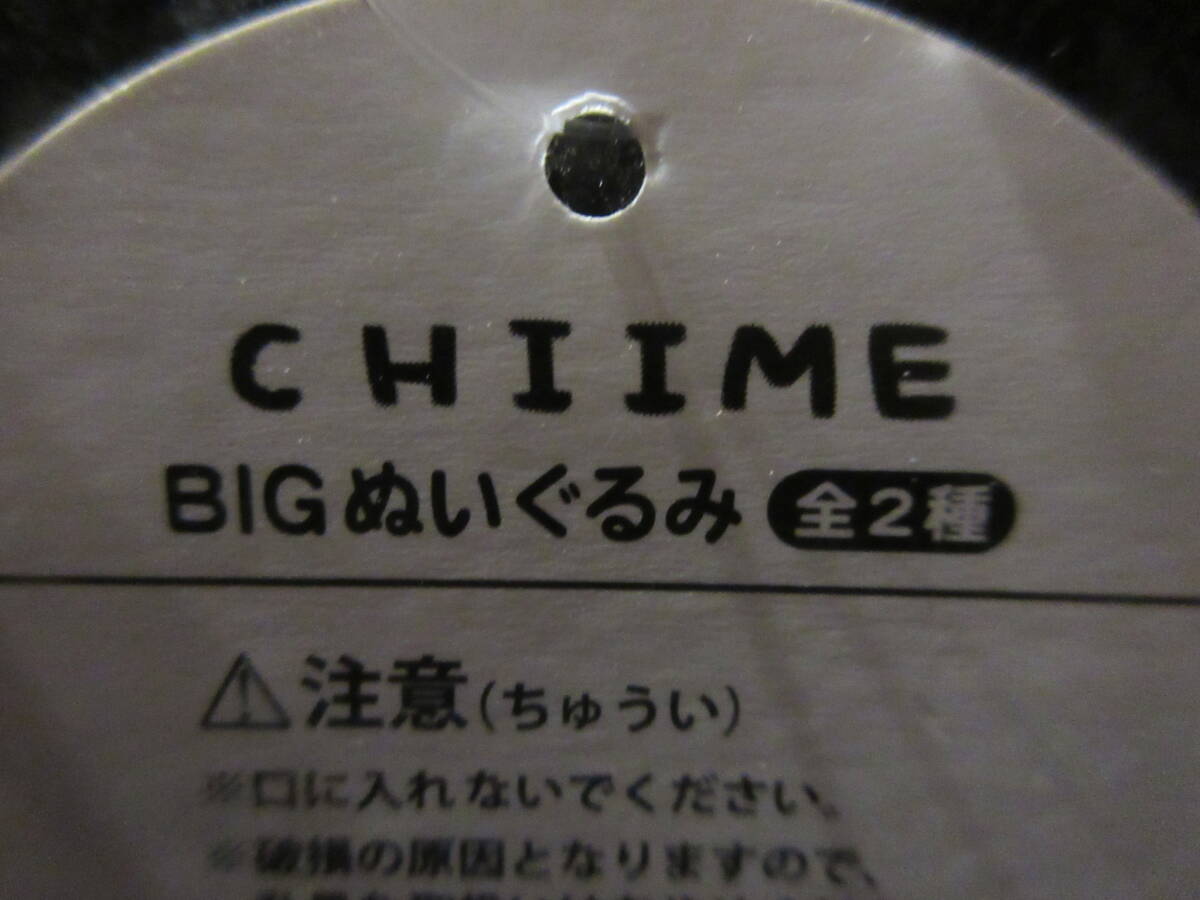 CHIIME
BIGぬいぐるみ 全2種
⚠注意(ちゅうい)
※口に入れないでください。
※破損の原因となりますので、